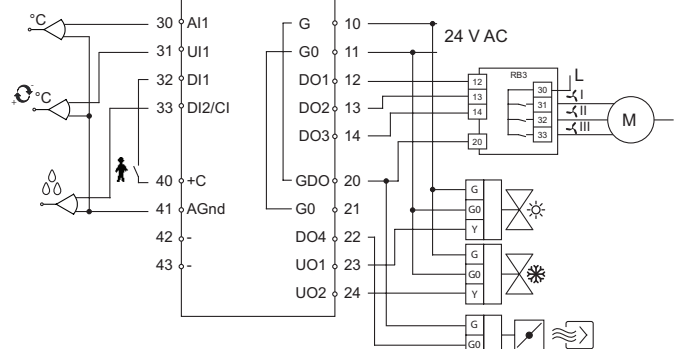 °C
30 AI1
31 UI1
32 DI1
+ - °C
33 DI2/CI
40 +C
41 AGnd
42 -
43 -
G 10
G0 11
DO1 12
DO2 13
DO3 14
GDO 20
G0 21
DO4 22
UO1 23
UO2 24
24 V AC
RB3
12
13
14
20
30
31
32
33
L
I
II
III
M
G
G0
Y
G
G0
Y
G
G0